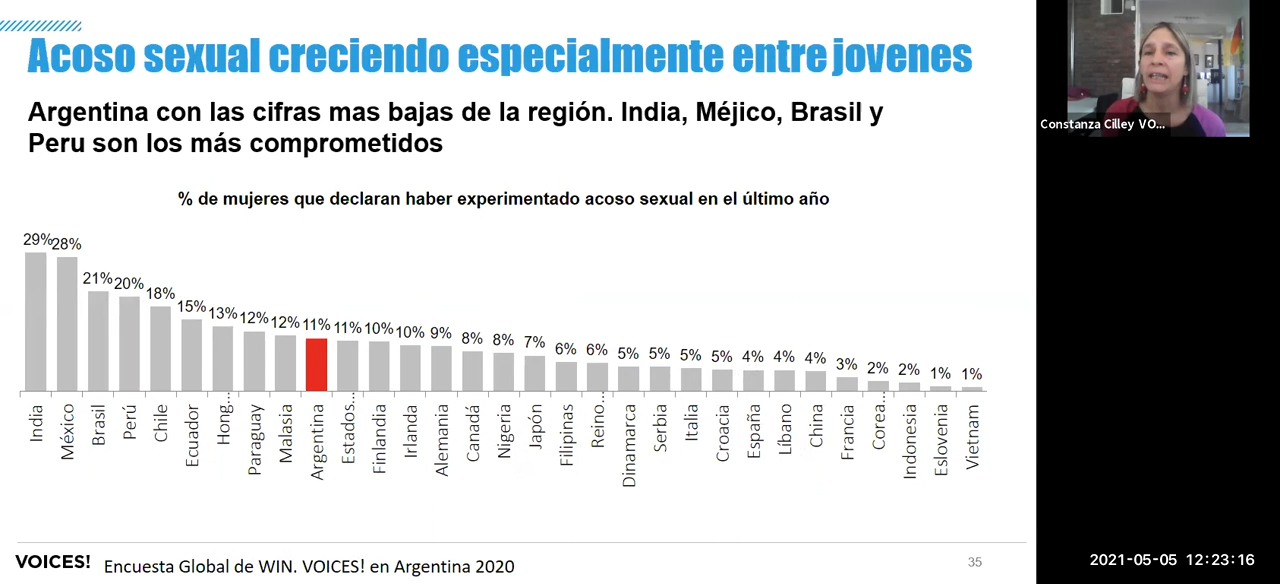 Acoso sexual creciendo especialmente entre jovenes
Argentina con las cifras mas bajas de la región. India, Méjico, Brasil y
Peru son los más comprometidos
% de mujeres que declaran haber experimentado acoso sexual en el último año
29% 28% 21% 20% 18% 15% 13% 12% 12% 11% 11% 10% 10% 9% 8% 8% 7% 6% 6% 5% 5% 5% 5% 4% 4% 4% 3% 2% 2% 1% 1%
India
México
Brasil
Perú
Chile
Ecuador
Hong...
Paraguay
Malasia
Argentina
Estados...
Finlandia
Irlanda
Alemania
Canadá
Nigeria
Japón
Filipinas
Reino...
Dinamarca
Serbia
Italia
Croacia
España
Líbano
China
Francia
Corea...
Indonesia
Eslovenia
Vietnam
VOICES! Encuesta Global de WIN. VOICES! en Argentina 2020
35
Constanza Cilley VO...
2021-05-05 12:23:16